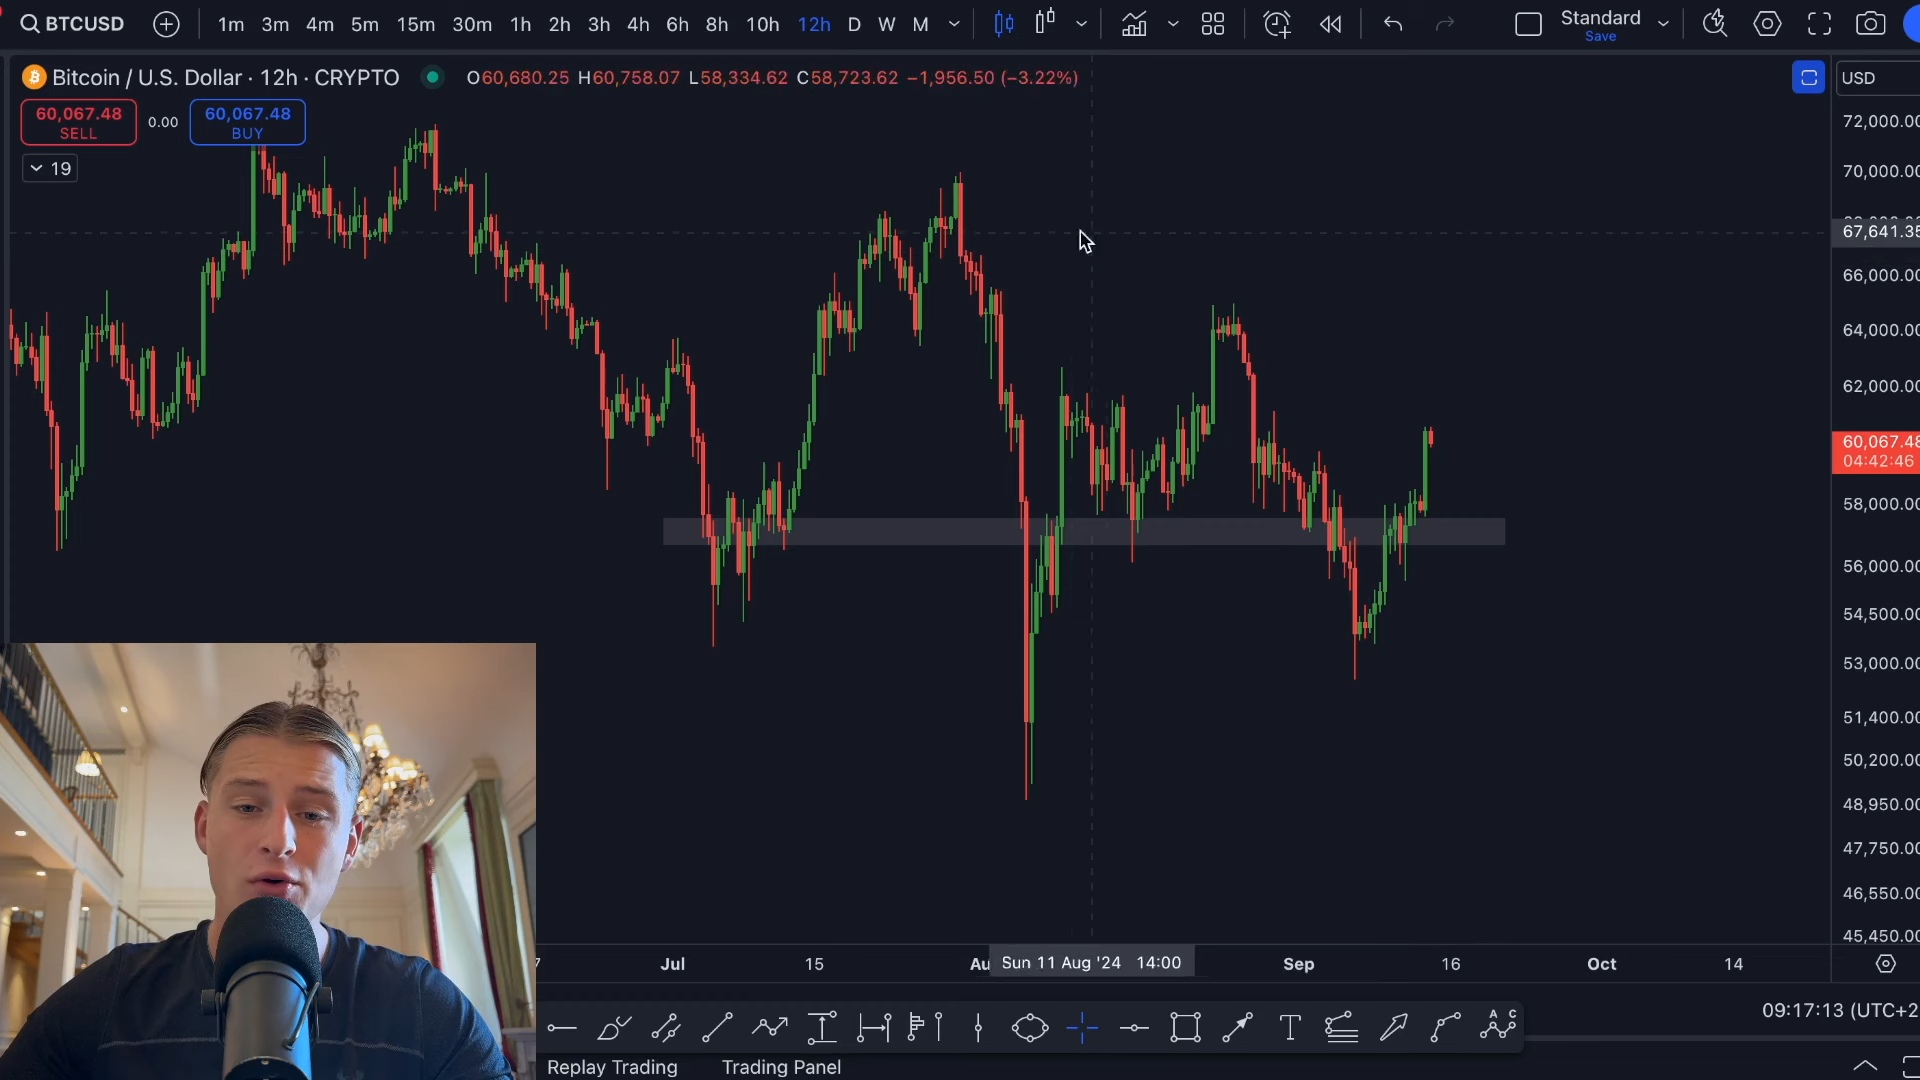 BTCUSD 1m 3m 4m 5m 15m 30m 1h 2h 3h 4h 6h 8h 10h 12h D W M Standard
Save
Bitcoin / U.S. Dollar · 12h · CRYPTO O60,680.25 H60,758.07 L58,334.62 C58,723.62 −1,956.50 (−3.22%) USD
60,067.48 0.00 60,067.48
SELL BUY
19
72,000.00
70,000.00
67,641.35
66,000.00
64,000.00
62,000.00
60,067.48
04:42:46
58,000.00
56,000.00
54,500.00
53,000.00
51,400.00
50,200.00
48,950.00
47,750.00
46,550.00
45,450.00
7 Jul 15 Au Sun 11 Aug '24 14:00 Sep 16 Oct 14
09:17:13 (UTC+2
T A C
Replay Trading Trading Panel